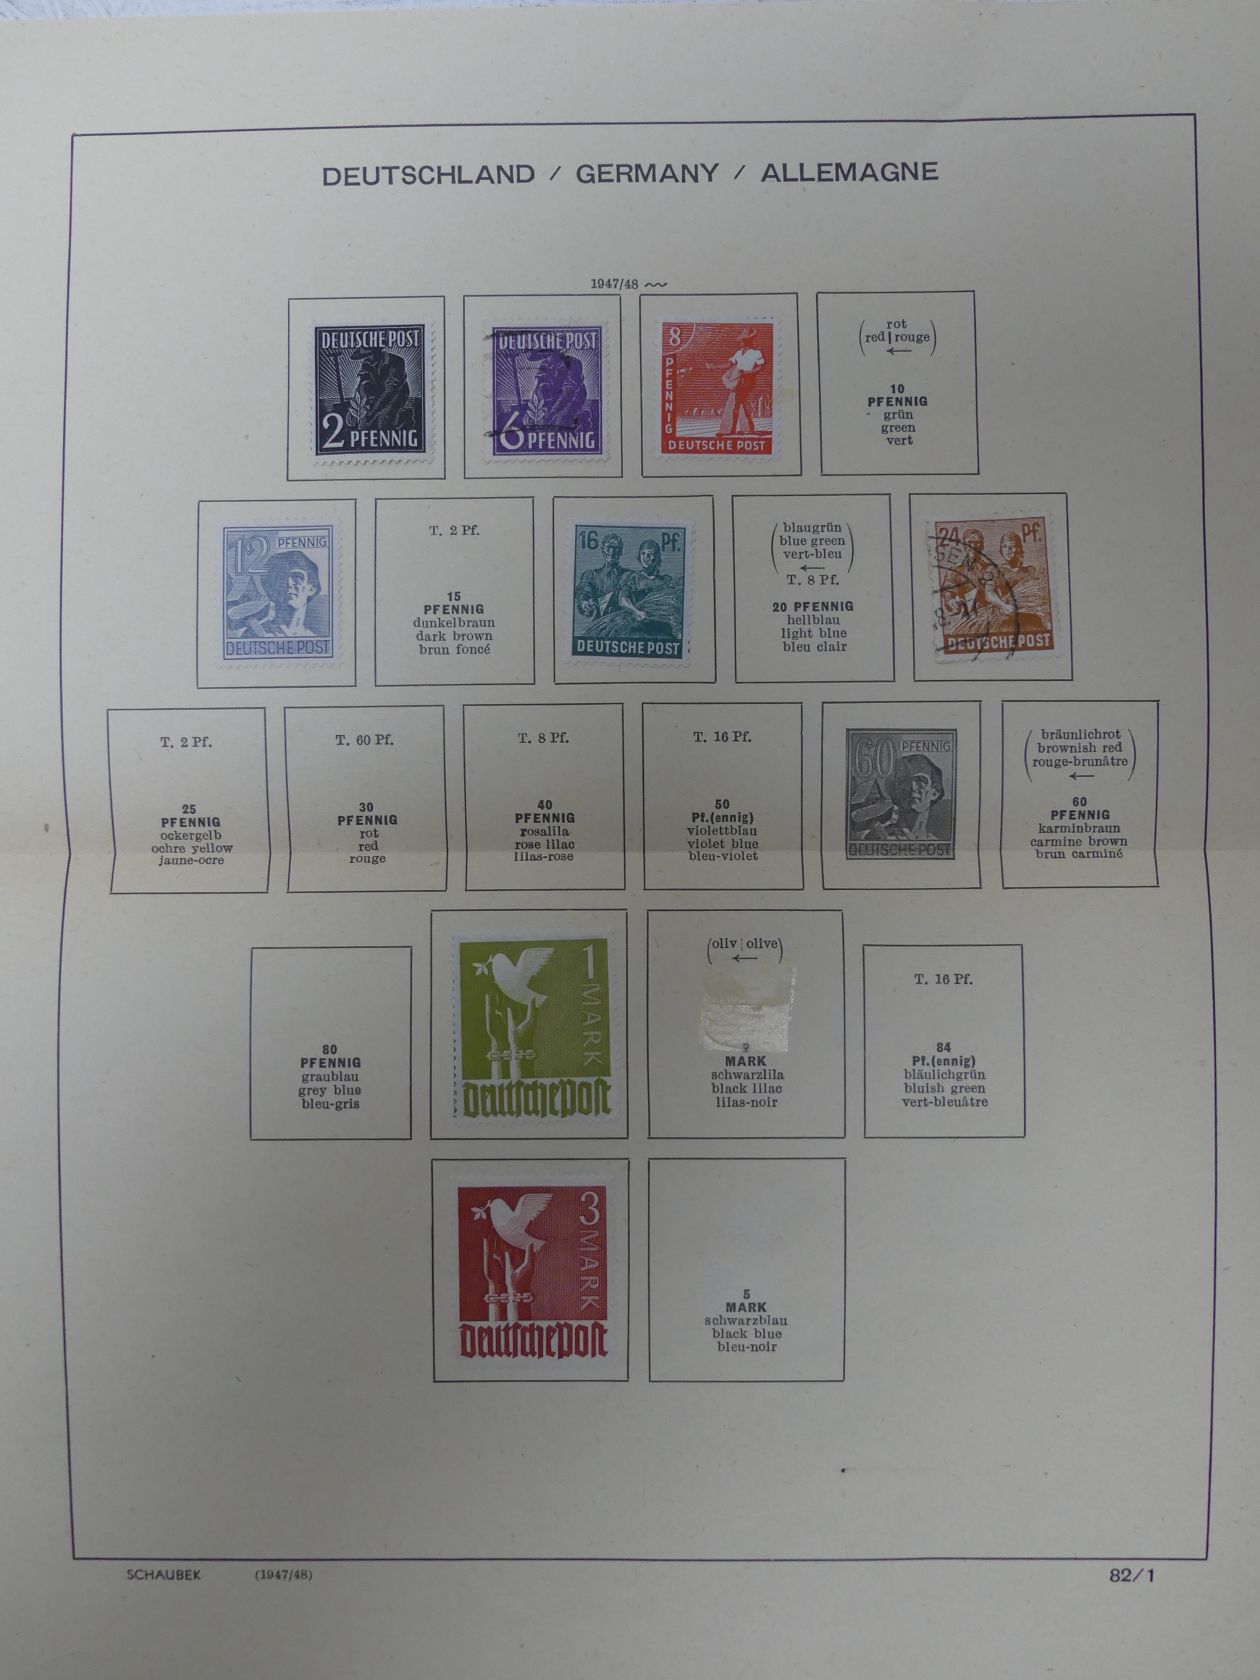 DEUTSCHLAND / GERMANY / ALLEMAGNE
1947/48
DEUTSCHE POST
2 PFENNIG
DEUTSCHE POST
6 PFENNIG
8
PFENNIG
DEUTSCHE POST
(rot
red|rouge)
10
PFENNIG
grün
green
vert
12 PFENNIG
DEUTSCHE POST
T. 2 Pf.
15
PFENNIG
dunkelbraun
dark brown
brun foncé
16 Pf.
DEUTSCHE POST
(blaugrün
blue green
vert-bleu)
T. 8 Pf.
20 PFENNIG
hellblau
light blue
bleu clair
24 Pf.
DEUTSCHE POST
T. 2 Pf.
25
PFENNIG
ockergelb
ochre yellow
jaune-ocre
T. 60 Pf.
30
PFENNIG
rot
red
rouge
T. 8 Pf.
40
PFENNIG
rosalila
rose lilac
lilas-rose
T. 16 Pf.
50
Pf.(ennig)
violettblau
violet blue
bleu-violet
60 PFENNIG
DEUTSCHE POST
(bräunlichrot
brownish red
rouge-brunâtre)
60
PFENNIG
karminbraun
carmine brown
brun carminé
80
PFENNIG
graublau
grey blue
bleu-gris
1 MARK
Deutsche Post
(oliv|olive)
MARK
schwarzlila
black lilac
lilas-noir
T. 16 Pf.
84
Pf.(ennig)
bläulichgrün
bluish green
vert-bleuâtre
3 MARK
Deutsche Post
5
MARK
schwarzblau
black blue
bleu-noir
SCHAUBEK (1947/48) 82/1